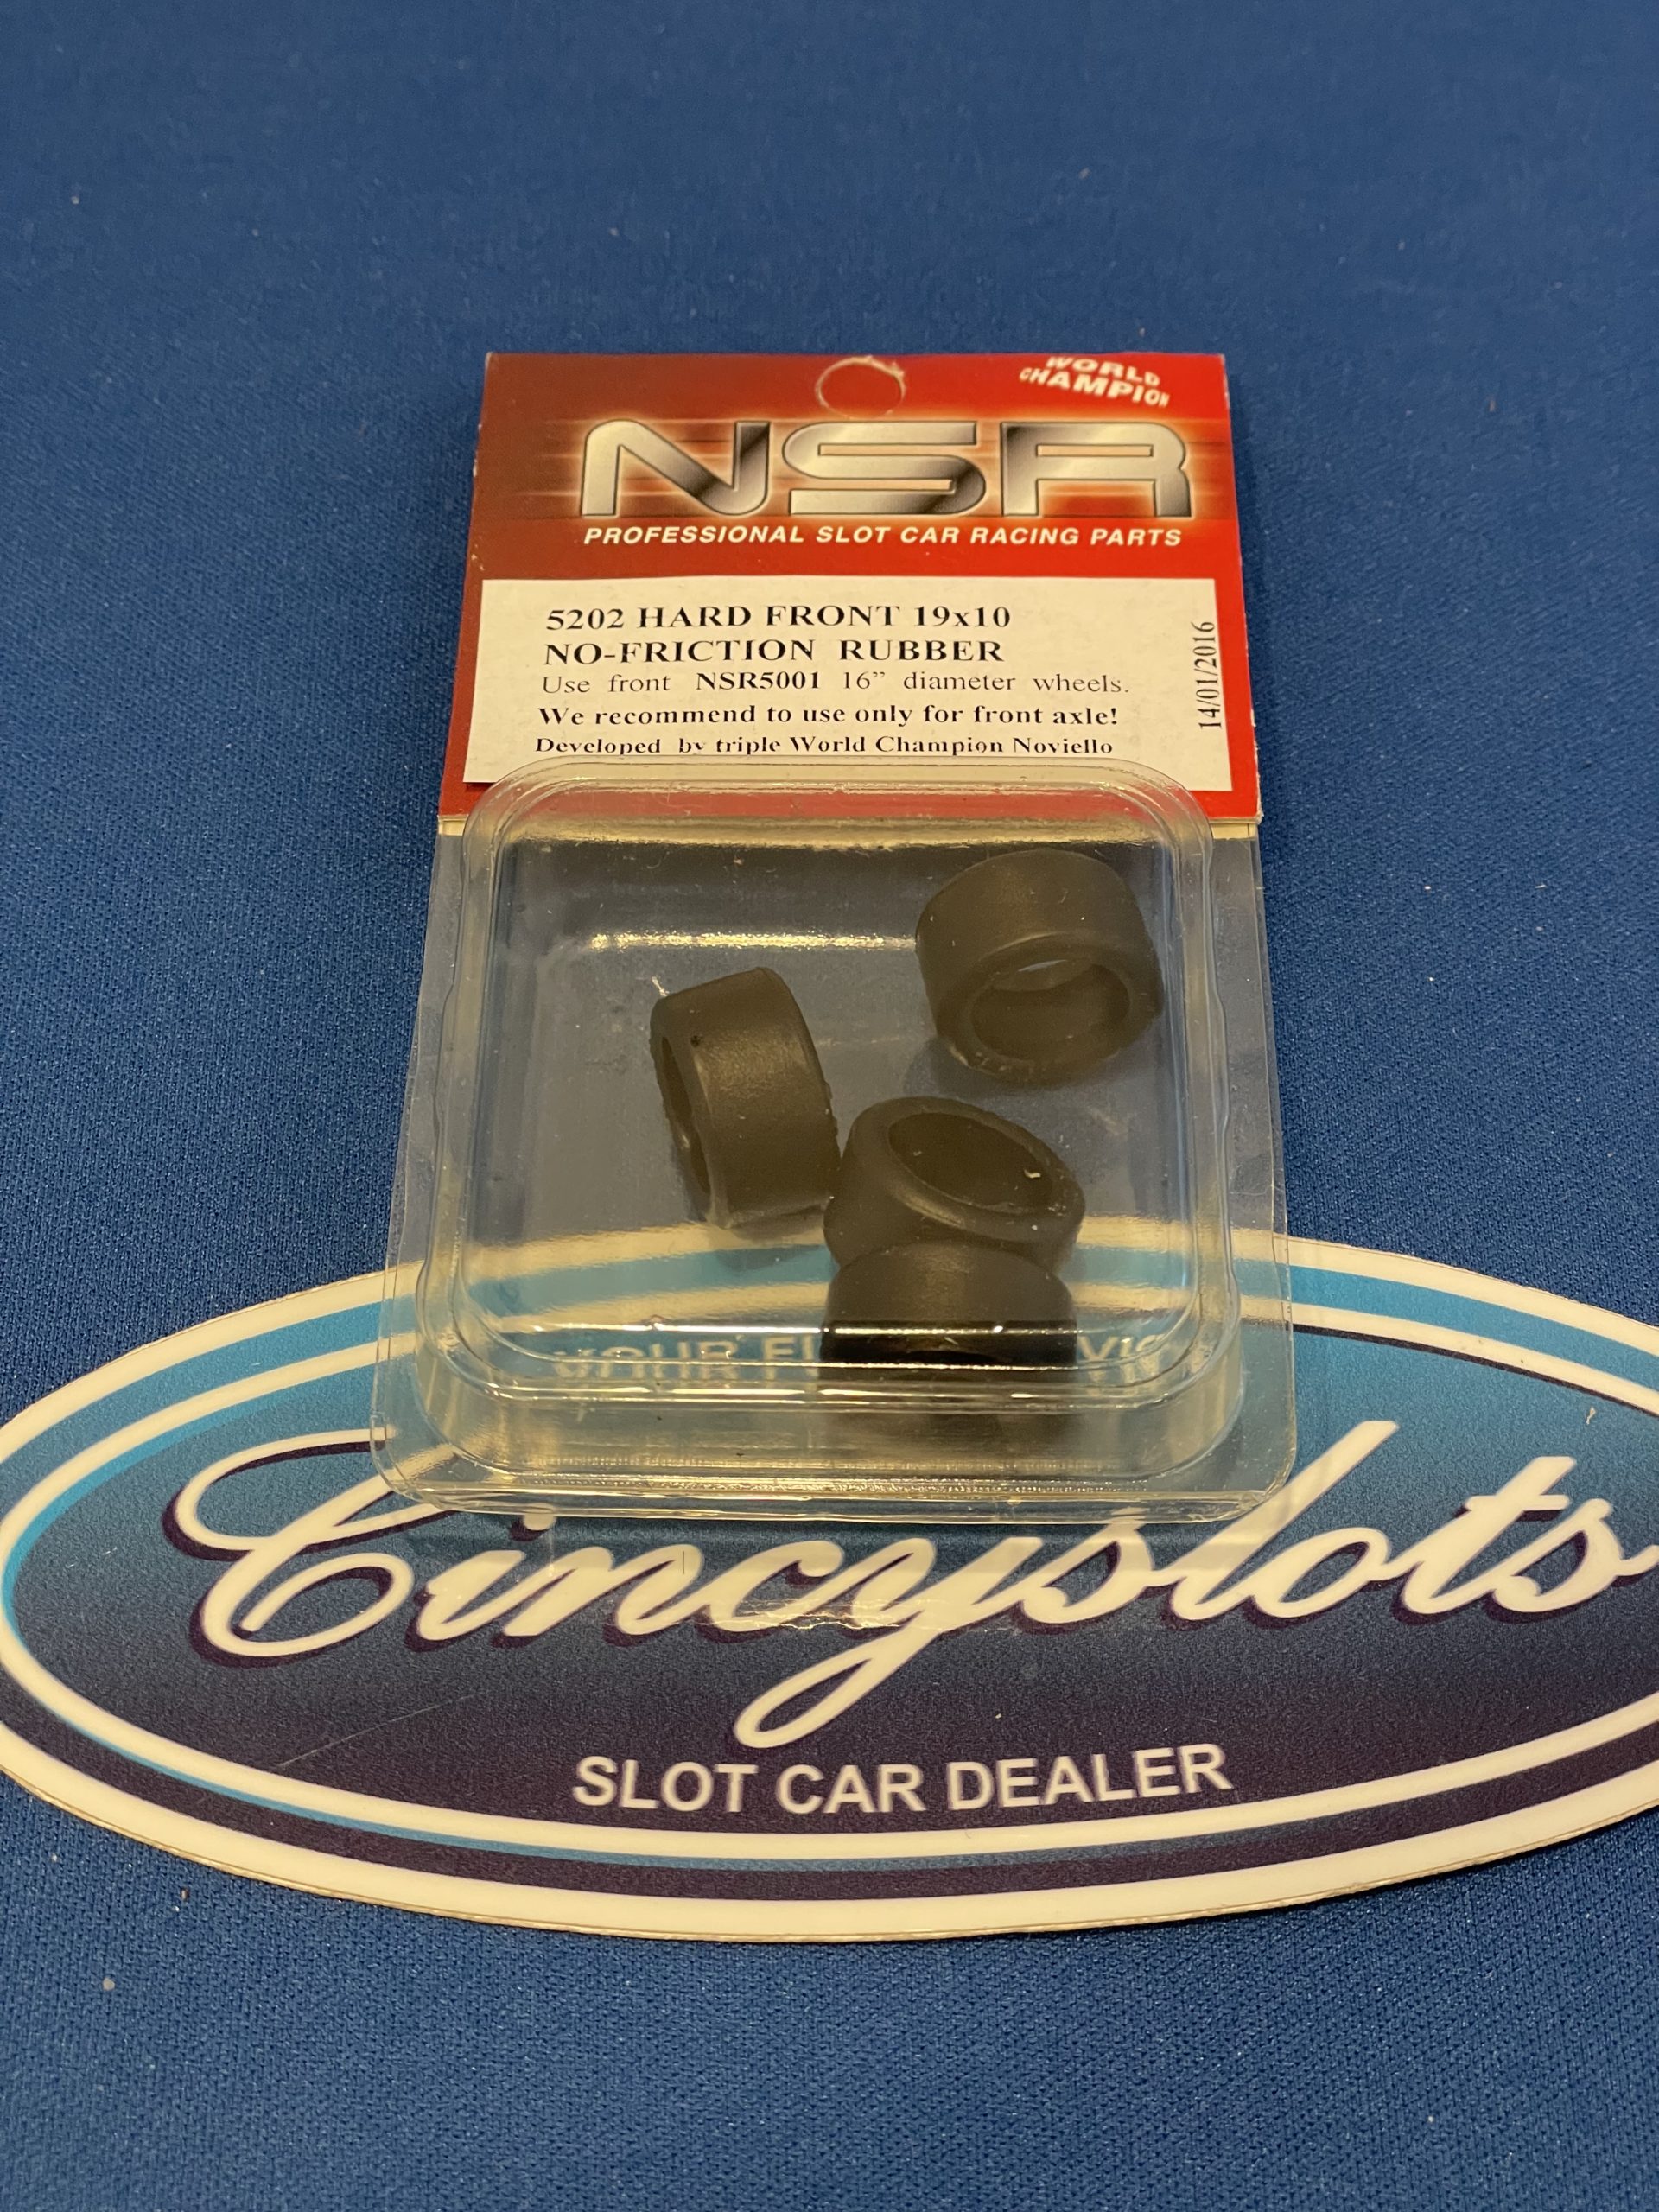 WORLD
CHAMPION
NSR
PROFESSIONAL SLOT CAR RACING PARTS
5202 HARD FRONT 19x10
NO-FRICTION RUBBER
Use front NSR5001 16” diameter wheels.
We recommend to use only for front axle!
Developed by triple World Champion Noviello
14/01/2016
YOUR
Cincyslots
SLOT CAR DEALER